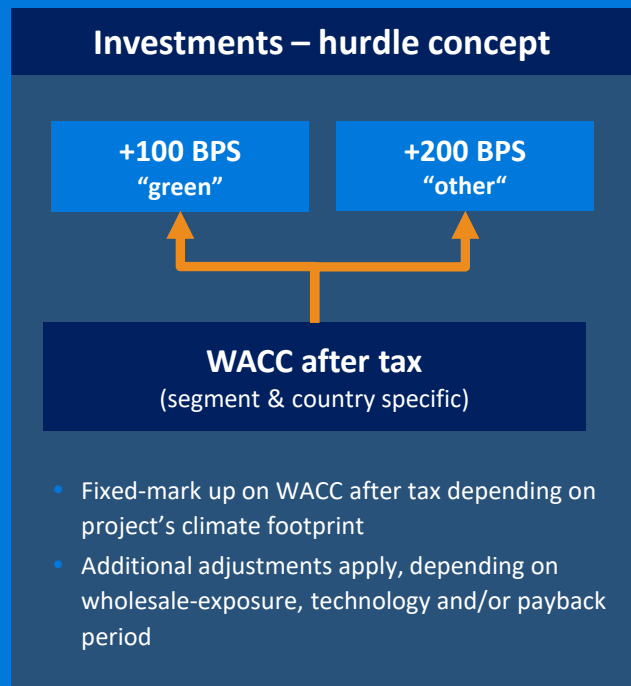 Investments – hurdle concept
+100 BPS
“green”
+200 BPS
“other“
WACC after tax
(segment & country specific)
• Fixed-mark up on WACC after tax depending on
project’s climate footprint
• Additional adjustments apply, depending on
wholesale-exposure, technology and/or payback
period